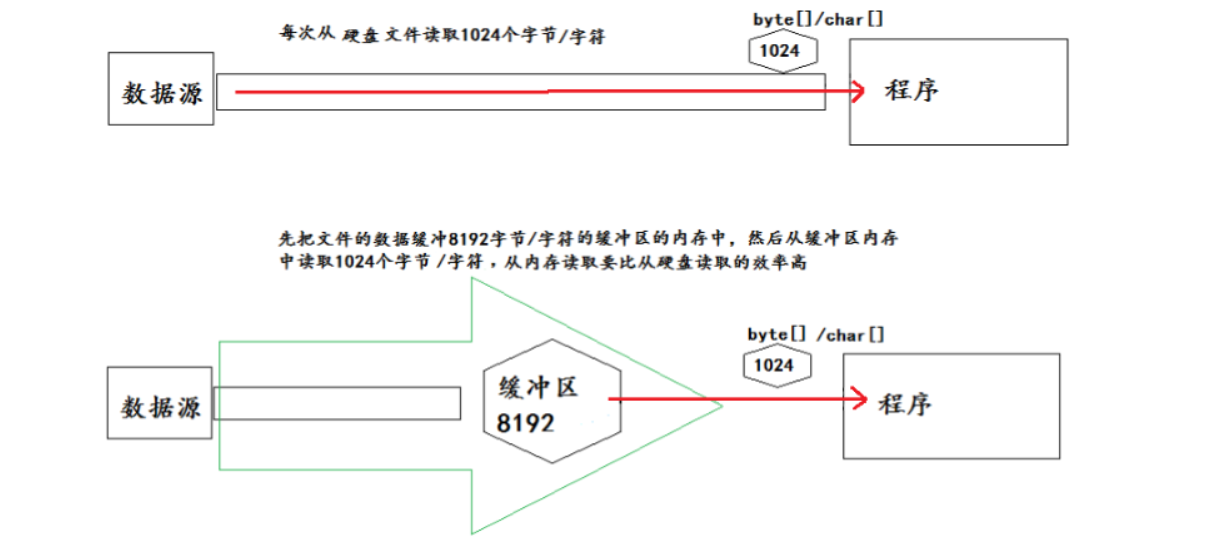 每次从 硬盘 文件读取1024个字节/字符
byte[]/char[]
1024
数据源
程序
先把文件的数据缓冲8192字节/字符的缓冲区的内存中，然后从缓冲区内存
中读取1024个字节 /字符 ，从内存读取要比从硬盘读取的效率高
byte[] /char[]
1024
缓冲区
8192
数据源
程序